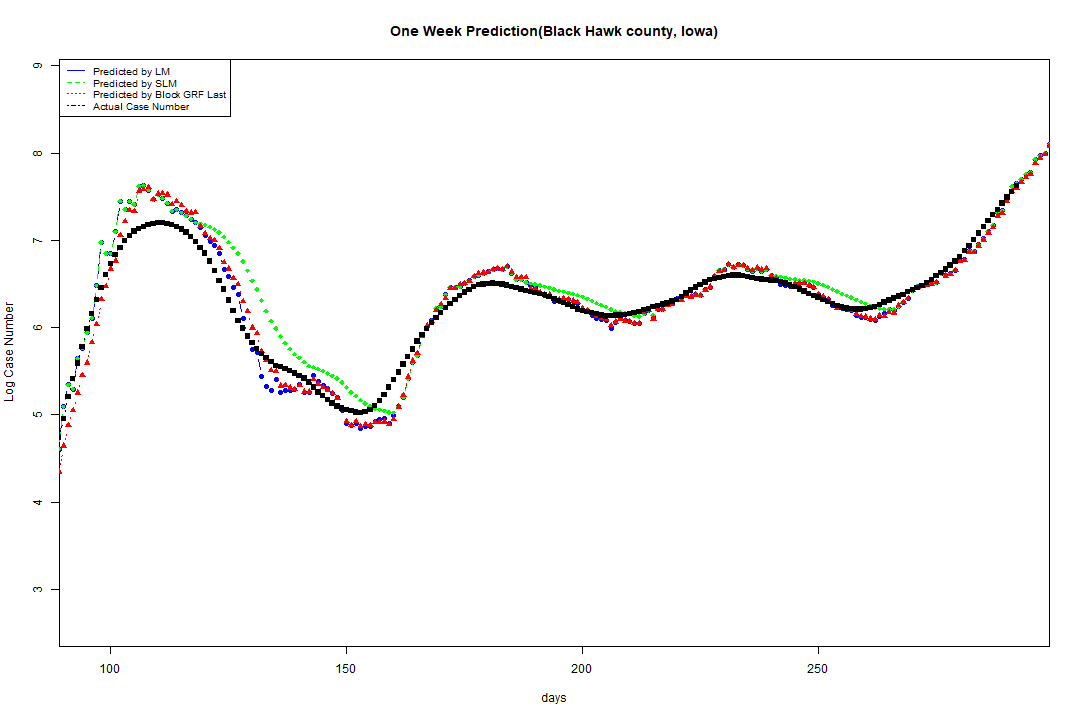 One Week Prediction(Black Hawk county, Iowa)
Predicted by LM
Predicted by SLM
Predicted by Block GRF Last
Actual Case Number
Log Case Number
9
8
7
6
5
4
3
100 150 200 250
days